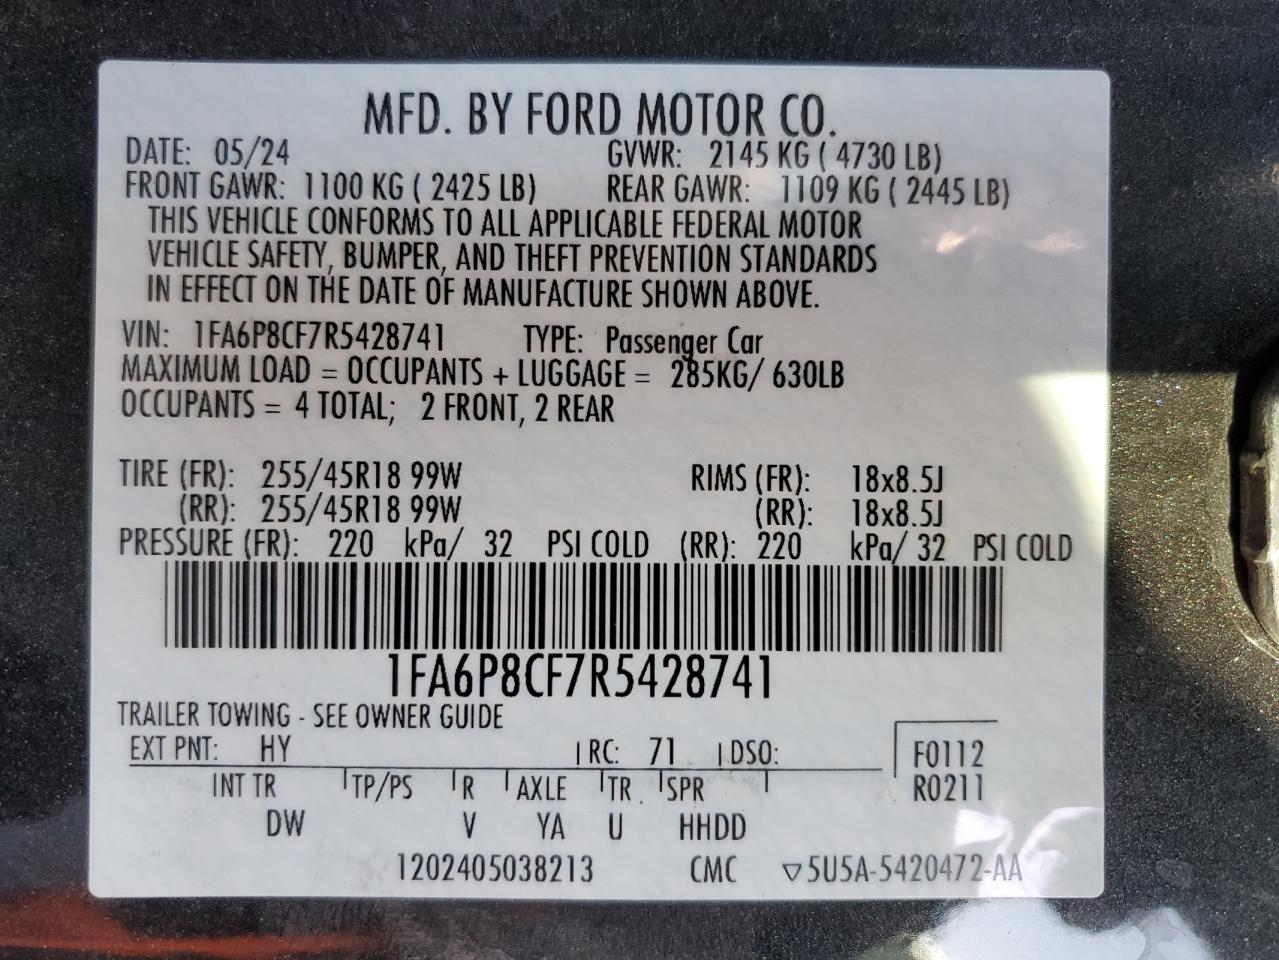 MFD. BY FORD MOTOR CO.
DATE: 05/24 GVWR: 2145 KG ( 4730 LB)
FRONT GAWR: 1100 KG ( 2425 LB) REAR GAWR: 1109 KG ( 2445 LB)
THIS VEHICLE CONFORMS TO ALL APPLICABLE FEDERAL MOTOR
VEHICLE SAFETY, BUMPER, AND THEFT PREVENTION STANDARDS
IN EFFECT ON THE DATE OF MANUFACTURE SHOWN ABOVE.
VIN: 1FA6P8CF7R5428741 TYPE: Passenger Car
MAXIMUM LOAD = OCCUPANTS + LUGGAGE = 285KG/ 630LB
OCCUPANTS = 4 TOTAL; 2 FRONT, 2 REAR
TIRE (FR): 255/45R18 99W RIMS (FR): 18x8.5J
(RR): 255/45R18 99W (RR): 18x8.5J
PRESSURE (FR): 220 kPa/ 32 PSI COLD (RR): 220 kPa/ 32 PSI COLD
1FA6P8CF7R5428741
TRAILER TOWING - SEE OWNER GUIDE
EXT PNT: HY RC: 71 DSO: F0112
INT TR TP/PS R AXLE TR SPR R0211
DW V YA U HHDD
1202405038213 CMC ▽5U5A-5420472-AA